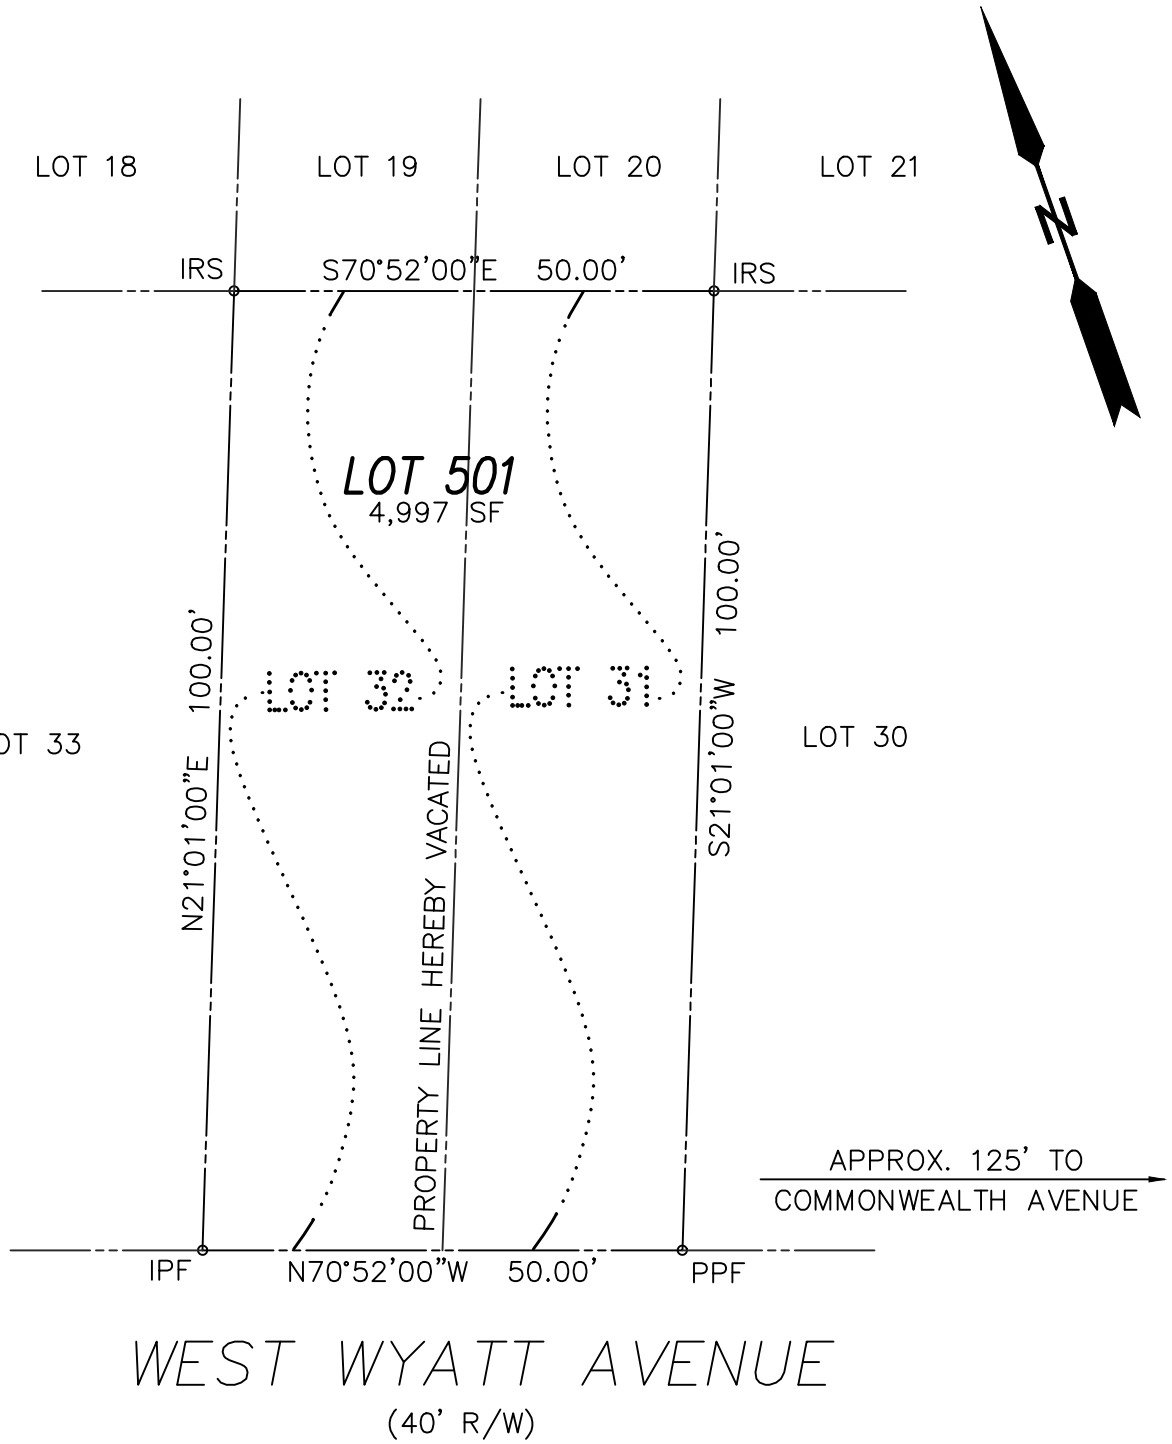 LOT 18
LOT 19
LOT 20
LOT 21
N
IRS
S70°52'00"E 50.00'
IRS
LOT 501
4,997 SF
N21°01'00"E 100.00'
S21°01'00"W 100.00'
LOT 32
LOT 31
OT 33
LOT 30
PROPERTY LINE HEREBY VACATED
APPROX. 125' TO
COMMONWEALTH AVENUE
IPF
N70°52'00"W 50.00'
PPF
WEST WYATT AVENUE
(40' R/W)